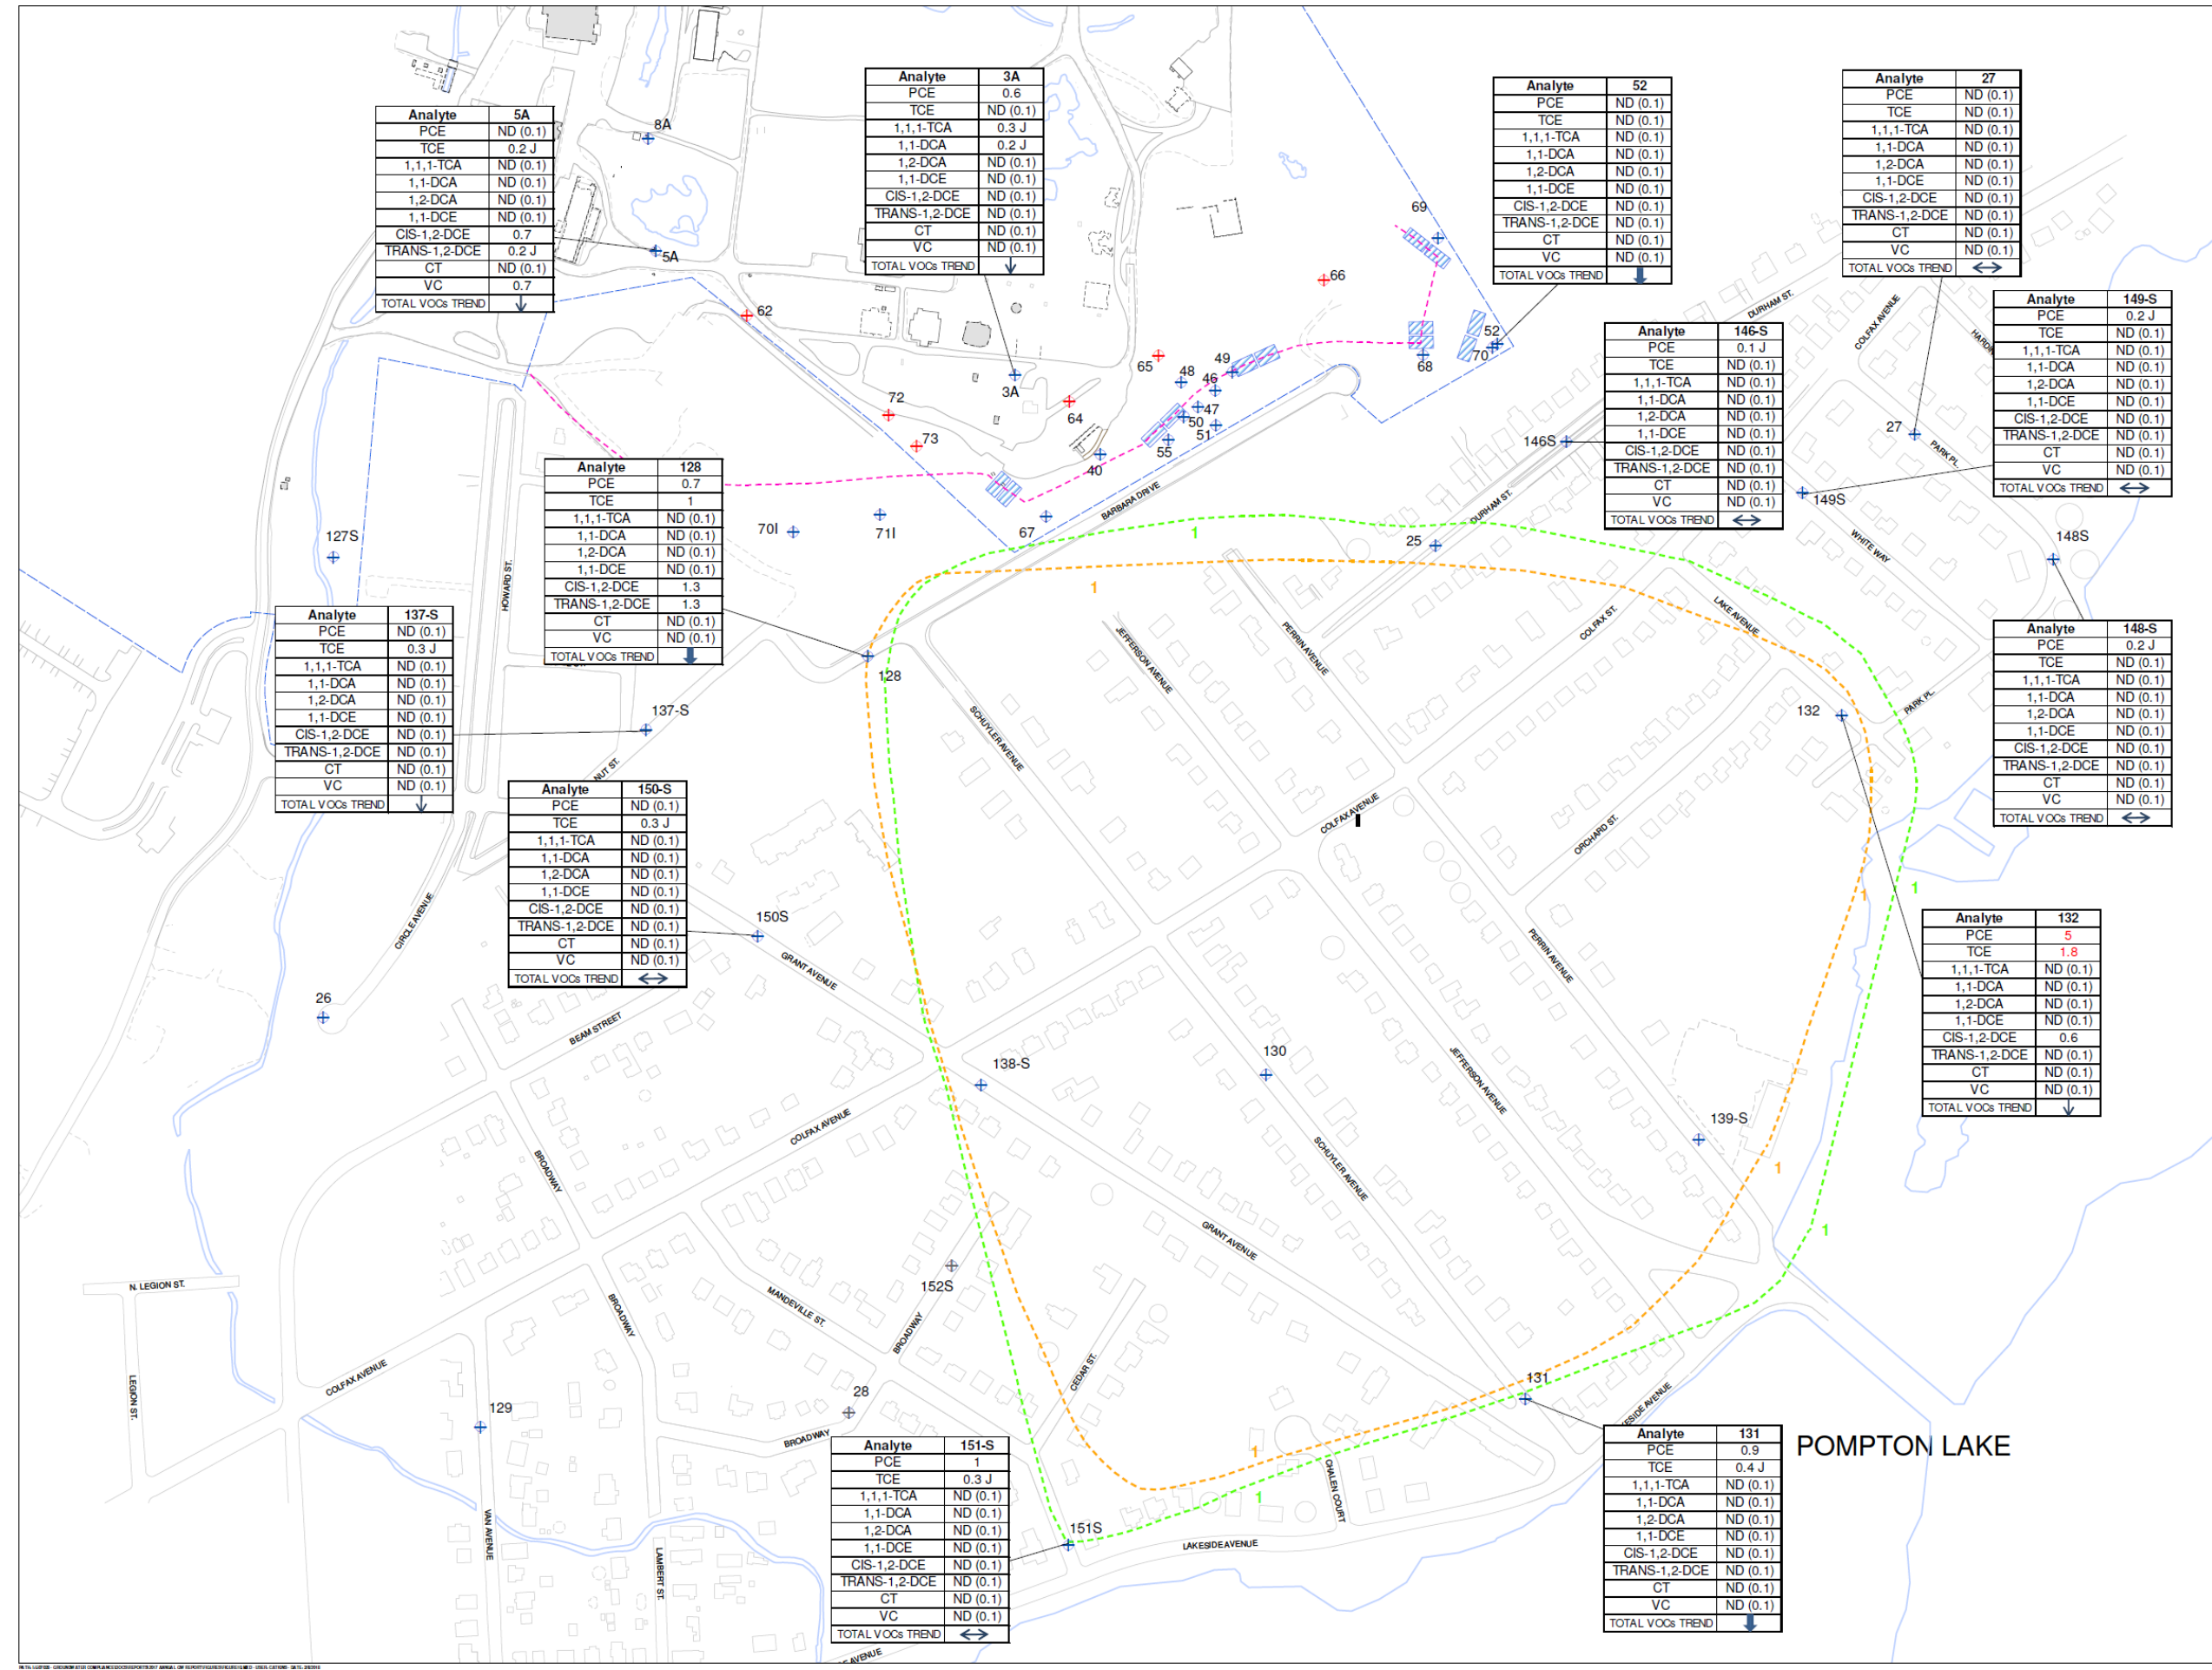 Analyte 5A
PCE ND (0.1)
TCE 0.2 J
1,1,1-TCA ND (0.1)
1,1-DCA ND (0.1)
1,2-DCA ND (0.1)
1,1-DCE ND (0.1)
CIS-1,2-DCE 0.7
TRANS-1,2-DCE 0.2 J
CT ND (0.1)
VC 0.7
TOTAL VOCs TREND ↓
Analyte 3A
PCE 0.6
TCE ND (0.1)
1,1,1-TCA 0.3 J
1,1-DCA 0.2 J
1,2-DCA ND (0.1)
1,1-DCE ND (0.1)
CIS-1,2-DCE ND (0.1)
TRANS-1,2-DCE ND (0.1)
CT ND (0.1)
VC ND (0.1)
TOTAL VOCs TREND ↓
Analyte 52
PCE ND (0.1)
TCE ND (0.1)
1,1,1-TCA ND (0.1)
1,1-DCA ND (0.1)
1,2-DCA ND (0.1)
1,1-DCE ND (0.1)
CIS-1,2-DCE ND (0.1)
TRANS-1,2-DCE ND (0.1)
CT ND (0.1)
VC ND (0.1)
TOTAL VOCs TREND ⬇
Analyte 27
PCE ND (0.1)
TCE ND (0.1)
1,1,1-TCA ND (0.1)
1,1-DCA ND (0.1)
1,2-DCA ND (0.1)
1,1-DCE ND (0.1)
CIS-1,2-DCE ND (0.1)
TRANS-1,2-DCE ND (0.1)
CT ND (0.1)
VC ND (0.1)
TOTAL VOCs TREND ↔
Analyte 149-S
PCE 0.2 J
TCE ND (0.1)
1,1,1-TCA ND (0.1)
1,1-DCA ND (0.1)
1,2-DCA ND (0.1)
1,1-DCE ND (0.1)
CIS-1,2-DCE ND (0.1)
TRANS-1,2-DCE ND (0.1)
CT ND (0.1)
VC ND (0.1)
TOTAL VOCs TREND ↔
Analyte 146-S
PCE 0.1 J
TCE ND (0.1)
1,1,1-TCA ND (0.1)
1,1-DCA ND (0.1)
1,2-DCA ND (0.1)
1,1-DCE ND (0.1)
CIS-1,2-DCE ND (0.1)
TRANS-1,2-DCE ND (0.1)
CT ND (0.1)
VC ND (0.1)
TOTAL VOCs TREND ↔
Analyte 128
PCE 0.7
TCE 1
1,1,1-TCA ND (0.1)
1,1-DCA ND (0.1)
1,2-DCA ND (0.1)
1,1-DCE ND (0.1)
CIS-1,2-DCE 1.3
TRANS-1,2-DCE 1.3
CT ND (0.1)
VC ND (0.1)
TOTAL VOCs TREND ⬇
Analyte 137-S
PCE ND (0.1)
TCE 0.3 J
1,1,1-TCA ND (0.1)
1,1-DCA ND (0.1)
1,2-DCA ND (0.1)
1,1-DCE ND (0.1)
CIS-1,2-DCE ND (0.1)
TRANS-1,2-DCE ND (0.1)
CT ND (0.1)
VC ND (0.1)
TOTAL VOCs TREND ↓
Analyte 148-S
PCE 0.2 J
TCE ND (0.1)
1,1,1-TCA ND (0.1)
1,1-DCA ND (0.1)
1,2-DCA ND (0.1)
1,1-DCE ND (0.1)
CIS-1,2-DCE ND (0.1)
TRANS-1,2-DCE ND (0.1)
CT ND (0.1)
VC ND (0.1)
TOTAL VOCs TREND ↔
Analyte 150-S
PCE ND (0.1)
TCE 0.3 J
1,1,1-TCA ND (0.1)
1,1-DCA ND (0.1)
1,2-DCA ND (0.1)
1,1-DCE ND (0.1)
CIS-1,2-DCE ND (0.1)
TRANS-1,2-DCE ND (0.1)
CT ND (0.1)
VC ND (0.1)
TOTAL VOCs TREND ↔
Analyte 132
PCE 5
TCE 1.8
1,1,1-TCA ND (0.1)
1,1-DCA ND (0.1)
1,2-DCA ND (0.1)
1,1-DCE ND (0.1)
CIS-1,2-DCE 0.6
TRANS-1,2-DCE ND (0.1)
CT ND (0.1)
VC ND (0.1)
TOTAL VOCs TREND ↓
Analyte 151-S
PCE 1
TCE 0.3 J
1,1,1-TCA ND (0.1)
1,1-DCA ND (0.1)
1,2-DCA ND (0.1)
1,1-DCE ND (0.1)
CIS-1,2-DCE ND (0.1)
TRANS-1,2-DCE ND (0.1)
CT ND (0.1)
VC ND (0.1)
TOTAL VOCs TREND ↔
Analyte 131
PCE 0.9
TCE 0.4 J
1,1,1-TCA ND (0.1)
1,1-DCA ND (0.1)
1,2-DCA ND (0.1)
1,1-DCE ND (0.1)
CIS-1,2-DCE ND (0.1)
TRANS-1,2-DCE ND (0.1)
CT ND (0.1)
VC ND (0.1)
TOTAL VOCs TREND ⬇
8A
5A
62
69
66
52
70
68
49
65
48
46
47
50
51
55
3A
64
40
72
73
67
70I
71I
127S
146S
27
149S
148S
25
128
132
137-S
150S
26
138-S
130
139-S
152S
28
129
131
151S
1
1
1
1
1
1
1
1
DURHAM ST.
COLFAX AVENUE
PARK PL.
WHITE WAY
BARBARA DRIVE
DURHAM ST.
HOWARD ST.
LAKE AVENUE
COLFAX ST.
PERRIN AVENUE
JEFFERSON AVENUE
PARK PL.
SCHUYLER AVENUE
NUT ST.
COLFAX AVENUE
ORCHARD ST.
CIRCLE AVENUE
GRANT AVENUE
PERRIN AVENUE
BEAM STREET
JEFFERSON AVENUE
COLFAX AVENUE
BROADWAY
SCHUYLER AVENUE
GRANT AVENUE
N. LEGION ST.
MANDEVILLE ST.
BROADWAY
BROADWAY
CEDAR ST.
COLFAX AVENUE
LEGION ST.
BROADWAY
ESIDE AVENUE
POMPTON LAKE
CHALEN COURT
VAN AVENUE
LAMBERT ST.
LAKESIDE AVENUE
E AVENUE